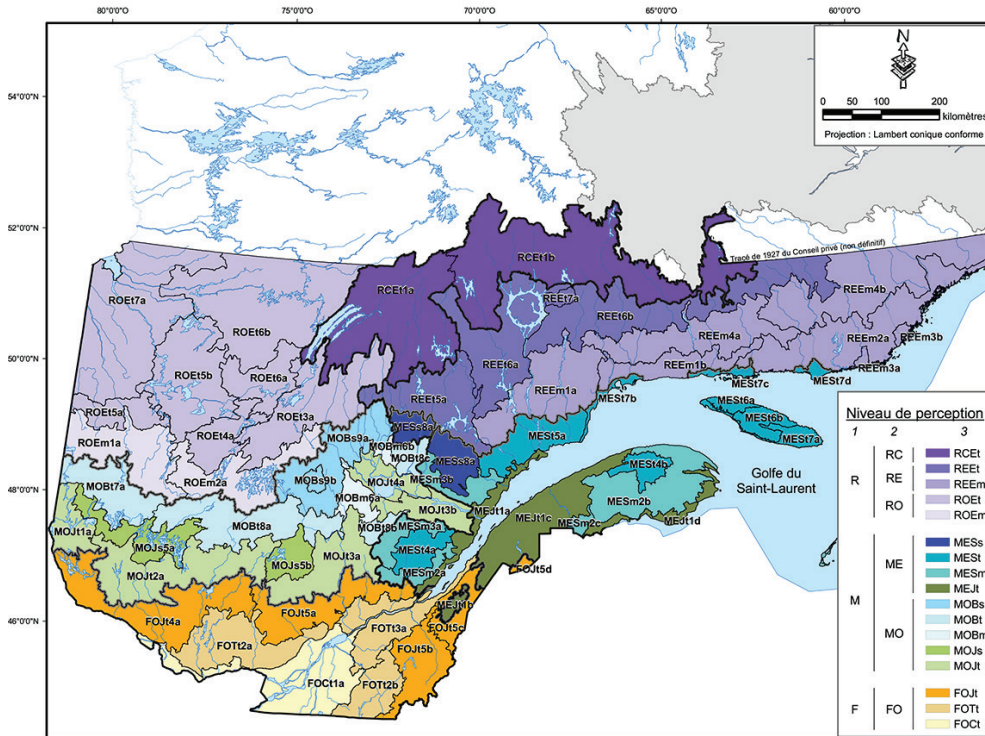 80°0'0"O 75°0'0"O 70°0'0"O 65°0'0"O 60°0'0"O
N
54°0'0"N
0 50 100 200
kilomètres
Projection : Lambert conique conforme
52°0'0"N
Tracé de 1927 du Conseil privé (non définitif)
RCEt1b
ROEt7a
RCEt1a
REEt7a
REEm4b
REEt6b
ROEt6b
REEm4a
REEm2a
REEm3b
50°0'0"N
REEt6a
REEm1b
REEm3a
ROEt5b
ROEt6a
MESt7c
MESt7d
REEt5a
REEm1a
MESt7b
ROEt5a
ROEt3a
MESt6a
MESs8a
MESt6b
ROEm1a
ROEt4a
MOBs9a
MOBm6b
MESt5a
MESt7a
MOBt8c
MESs8a
MESt4b
MOBt7a
ROEm2a
MOBs9b
MOJt4a
MESm3b
Golfe du
Saint-Laurent
48°0'0"N
MOBm6a
MOJt3b
MEJt1a
MESm2b
MOJt1a
MOBt8a
MOBt8b
MESm3a
MEJt1c
MESm2c
MEJt1d
MOJs5a
MOJt3a
MESt4a
MOJt2a
MOJs5b
MESm2a
FOJt5d
46°0'0"N
FOJt4a
FOJt5a
MEJt1b
FOTt3a
FOJt5c
FOTt2a
FOJt5b
FOCt1a
FOTt2b
Niveau de perception
1 2 3
RC RCEt
R RE REEt
REEm
RO ROEt
ROEm
MESs
ME MESt
MESm
MEJt
M MOBs
MOBt
MO MOBm
MOJs
MOJt
FOJt
F FO FOTt
FOCt